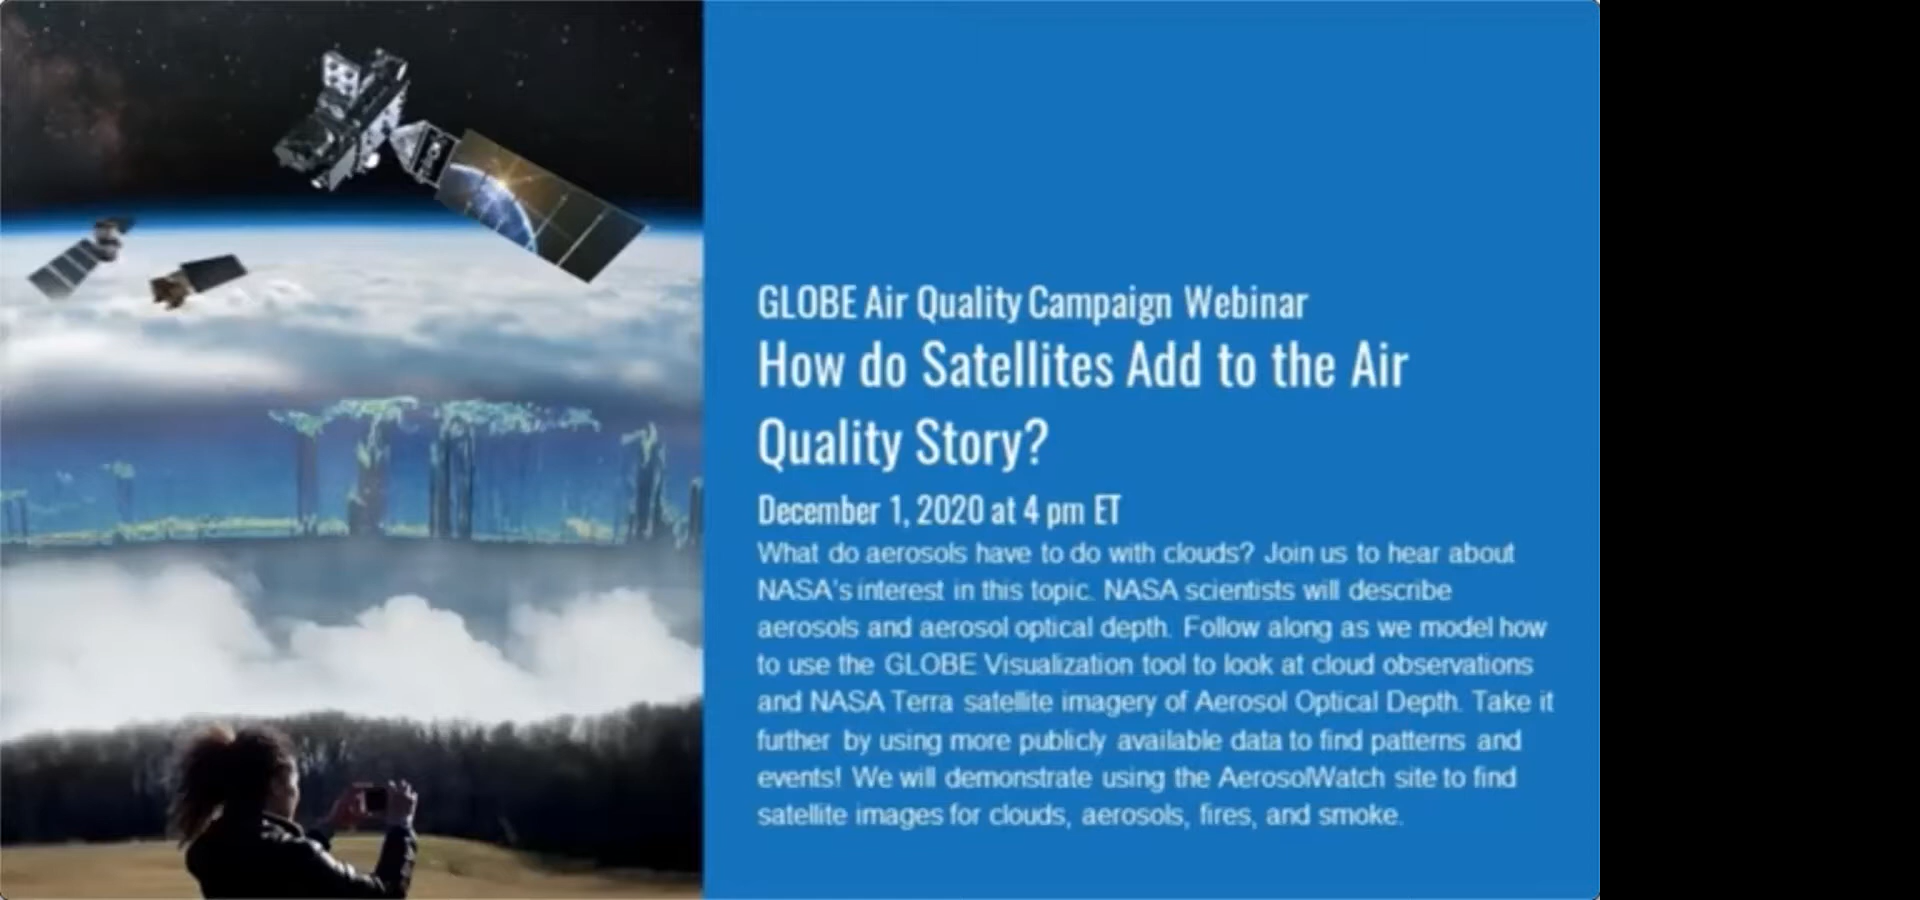 GLOBE Air Quality Campaign Webinar
How do Satellites Add to the Air
Quality Story?
December 1, 2020 at 4 pm ET
What do aerosols have to do with clouds? Join us to hear about
NASA's interest in this topic. NASA scientists will describe
aerosols and aerosol optical depth. Follow along as we model how
to use the GLOBE Visualization tool to look at cloud observations
and NASA Terra satellite imagery of Aerosol Optical Depth. Take it
further by using more publicly available data to find patterns and
events! We will demonstrate using the AerosolWatch site to find
satellite images for clouds, aerosols, fires, and smoke.